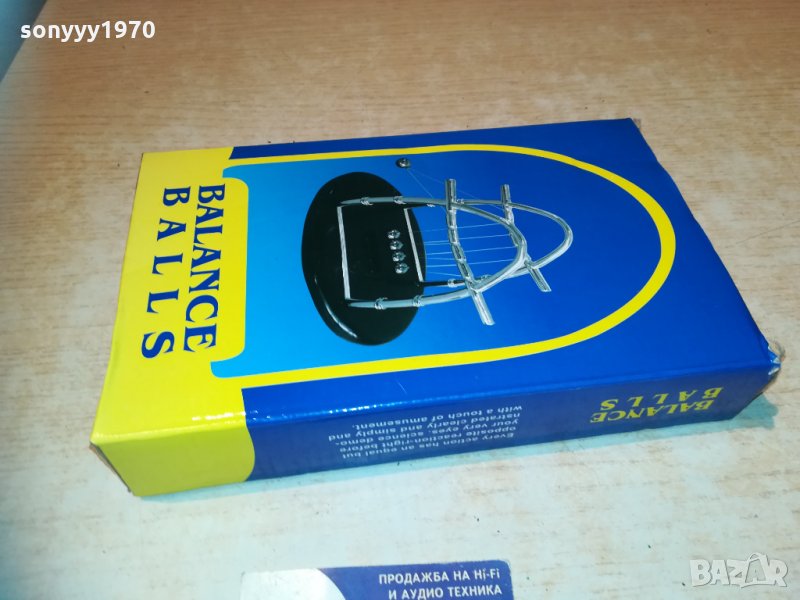 sonyyy1970
BALANCE
BALLS
Every action has an equal but
opposite reaction-right before
your very eyes. science demo-
nstrated clearly and simply and
with a touch of amusement.
BALANCE
BALLS
ПРОДАЖБА НА Hi-Fi
И АУДИО ТЕХНИКА
BAZAR